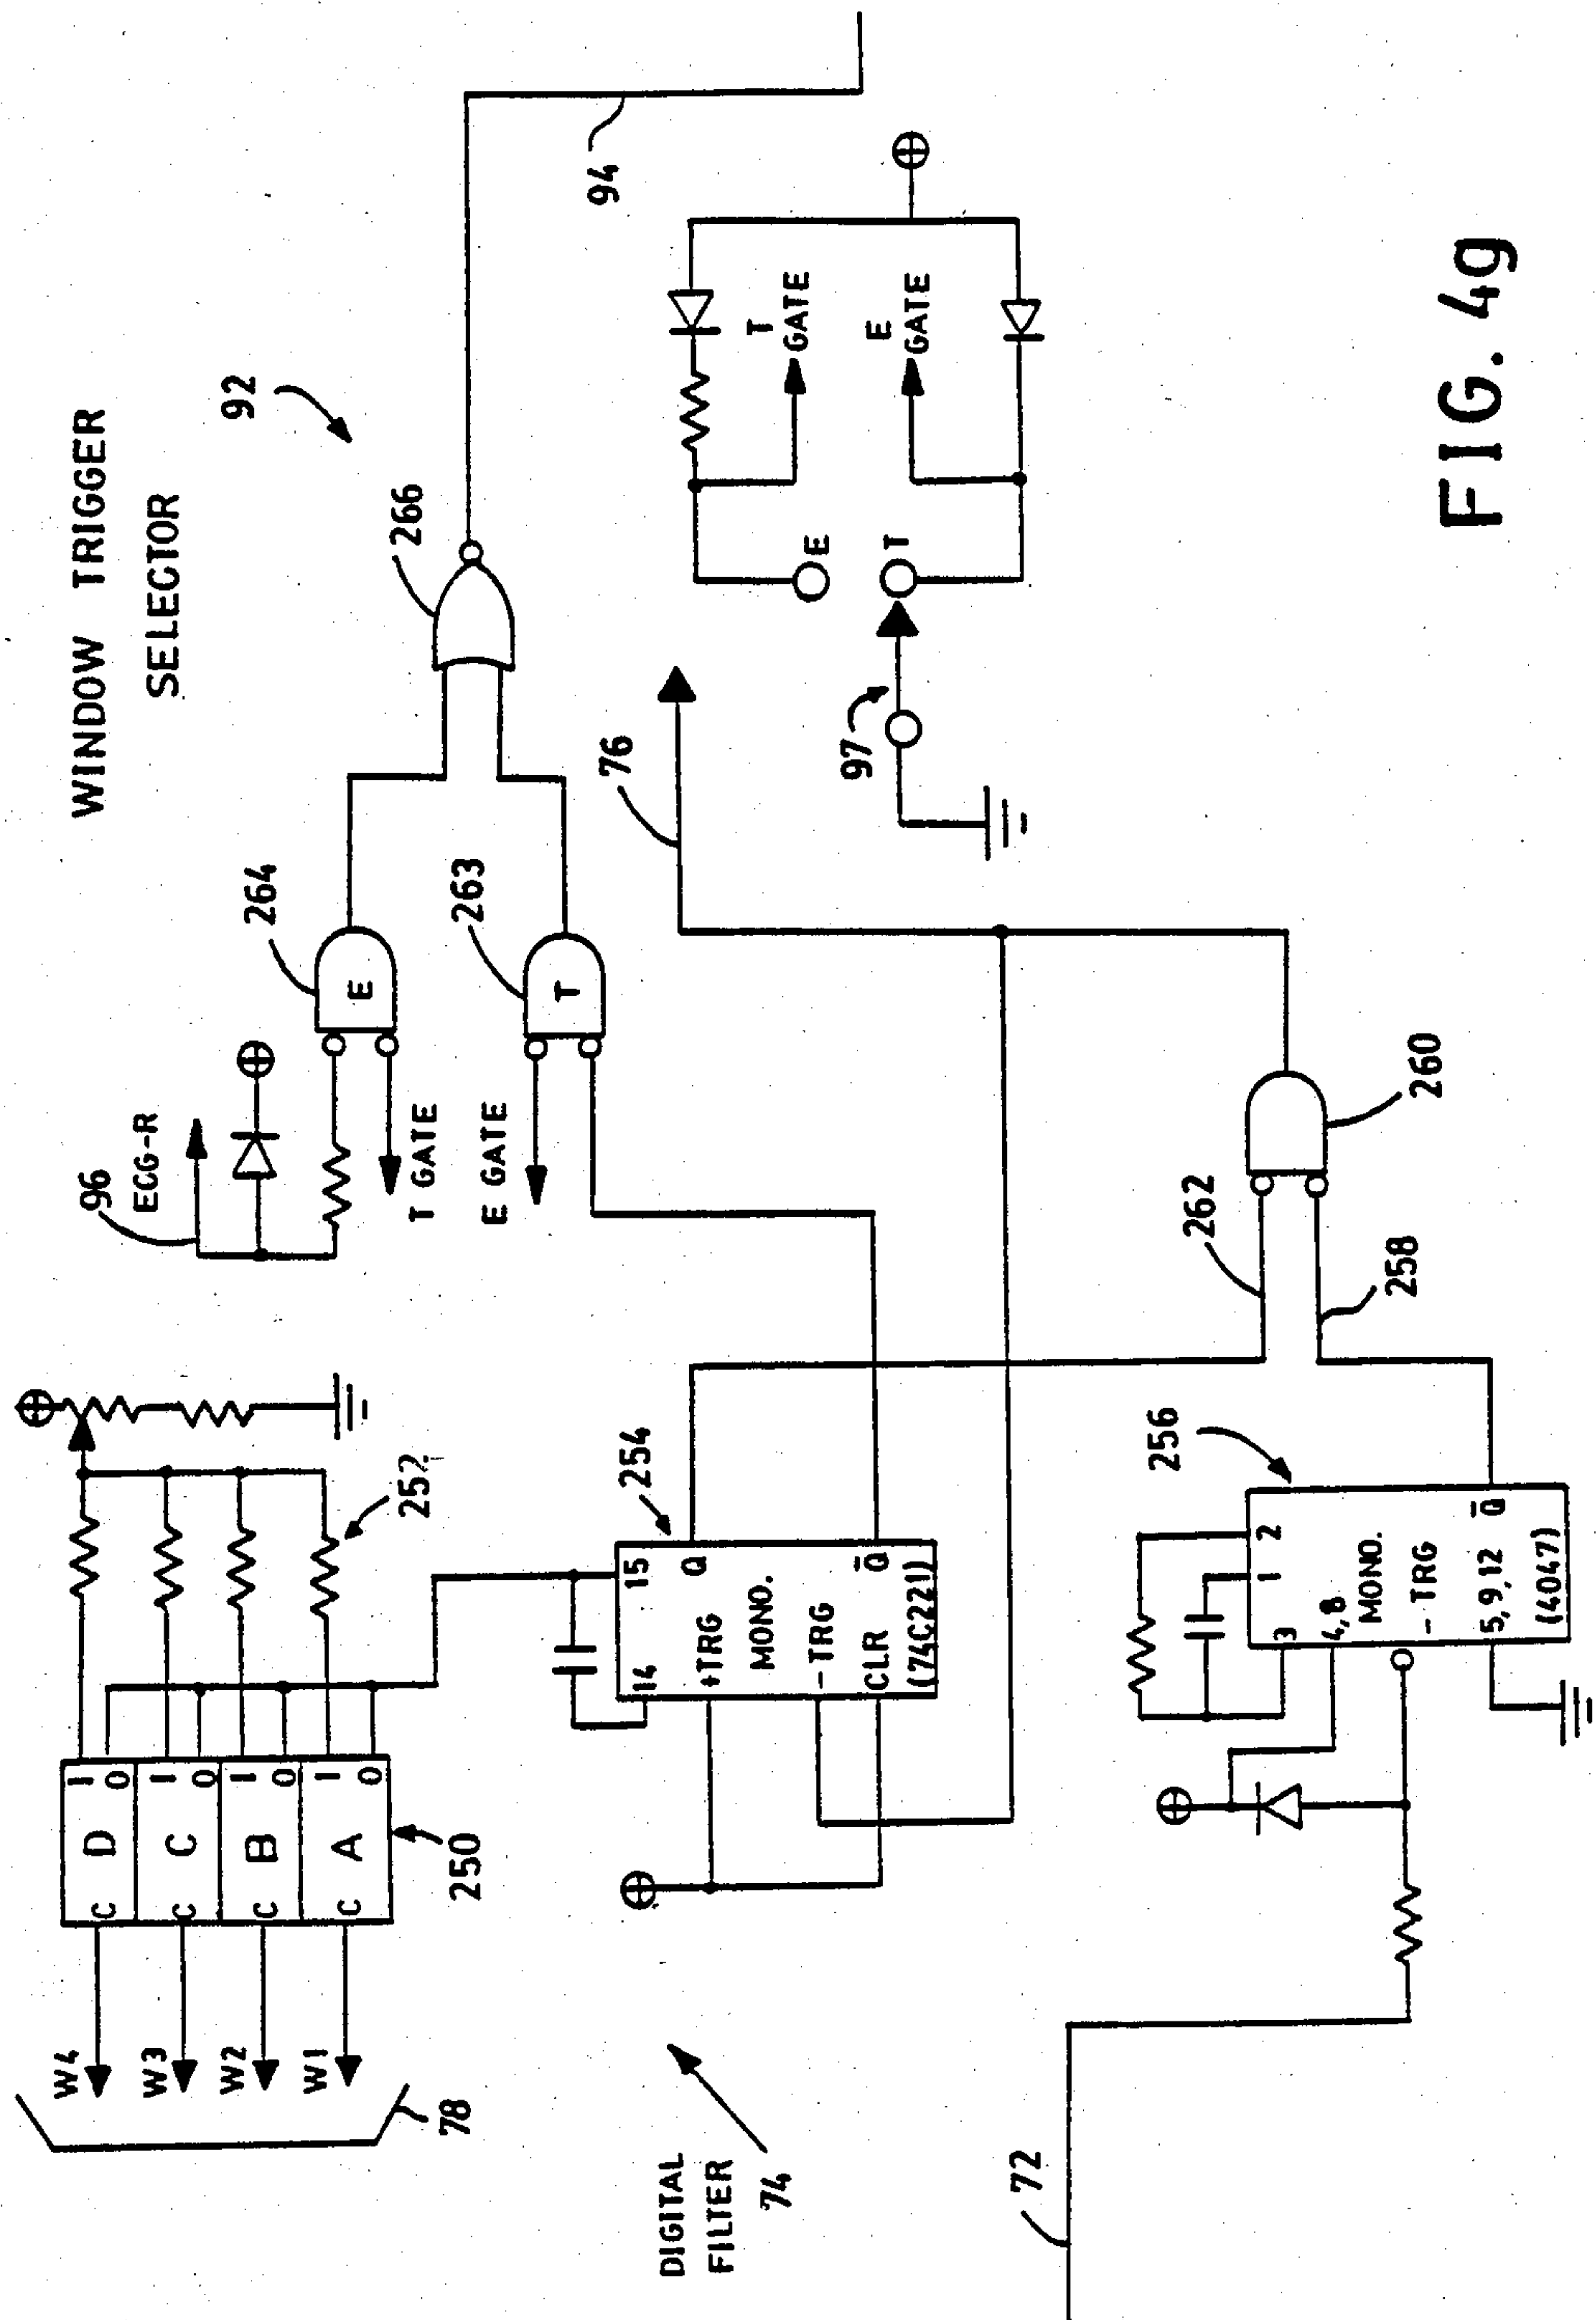 WINDOW TRIGGER
SELECTOR
92
94
266
264
E
263
T
96
ECG-R
T GATE
E GATE
76
97
E
T
T
GATE
E
GATE
78
W4
W3
W2
W1
C D I O
C C I O
C B I O
C A I O
250
252
254
14 15
+TRG Q
MONO.
-TRG
CLR Q̅
(74C221)
DIGITAL
FILTER
74
72
256
3 1 2
4,8
MONO.
-TRG
5,9,12 Q̅
(4047)
262
258
260
FIG. 4g